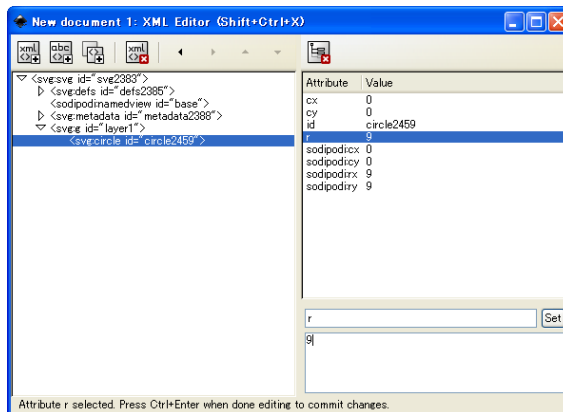 New document 1: XML Editor (Shift+Ctrl+X)
xml
abc
xml
<svg:svg id="svg2383">
<svg:defs id="defs2385">
<sodipodi:namedview id="base">
<svg:metadata id="metadata2388">
<svg:g id="layer1">
<svg:circle id="circle2459">
Attribute Value
cx 0
cy 0
id circle2459
r 9
sodipodi:cx 0
sodipodi:cy 0
sodipodi:rx 9
sodipodi:ry 9
r
Set
9
Attribute r selected. Press Ctrl+Enter when done editing to commit changes.